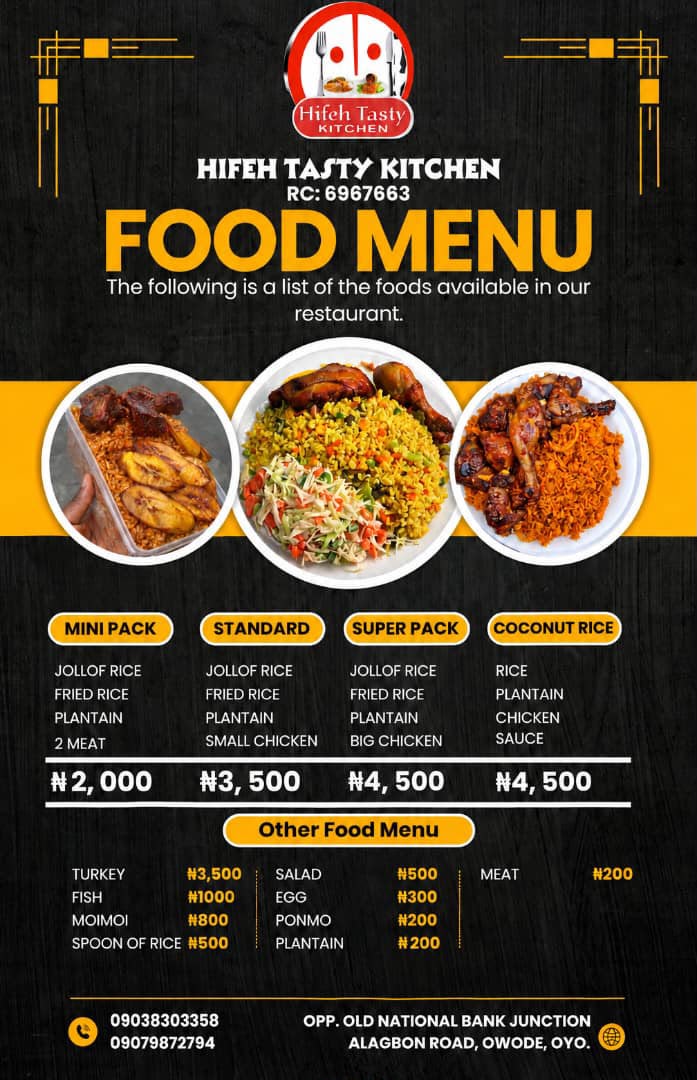 Hifeh Tasty
KITCHEN
HIFEH TASTY KITCHEN
RC: 6967663
FOOD MENU
The following is a list of the foods available in our
restaurant.
MINI PACK
JOLLOF RICE
FRIED RICE
PLANTAIN
2 MEAT
₦2, 000
STANDARD
JOLLOF RICE
FRIED RICE
PLANTAIN
SMALL CHICKEN
₦3, 500
SUPER PACK
JOLLOF RICE
FRIED RICE
PLANTAIN
BIG CHICKEN
₦4, 500
COCONUT RICE
RICE
PLANTAIN
CHICKEN
SAUCE
₦4, 500
Other Food Menu
TURKEY ₦3,500
FISH ₦1000
MOIMOI ₦800
SPOON OF RICE ₦500
SALAD ₦500
EGG ₦300
PONMO ₦200
PLANTAIN ₦200
MEAT ₦200
09038303358
09079872794
OPP. OLD NATIONAL BANK JUNCTION
ALAGBON ROAD, OWODE, OYO.